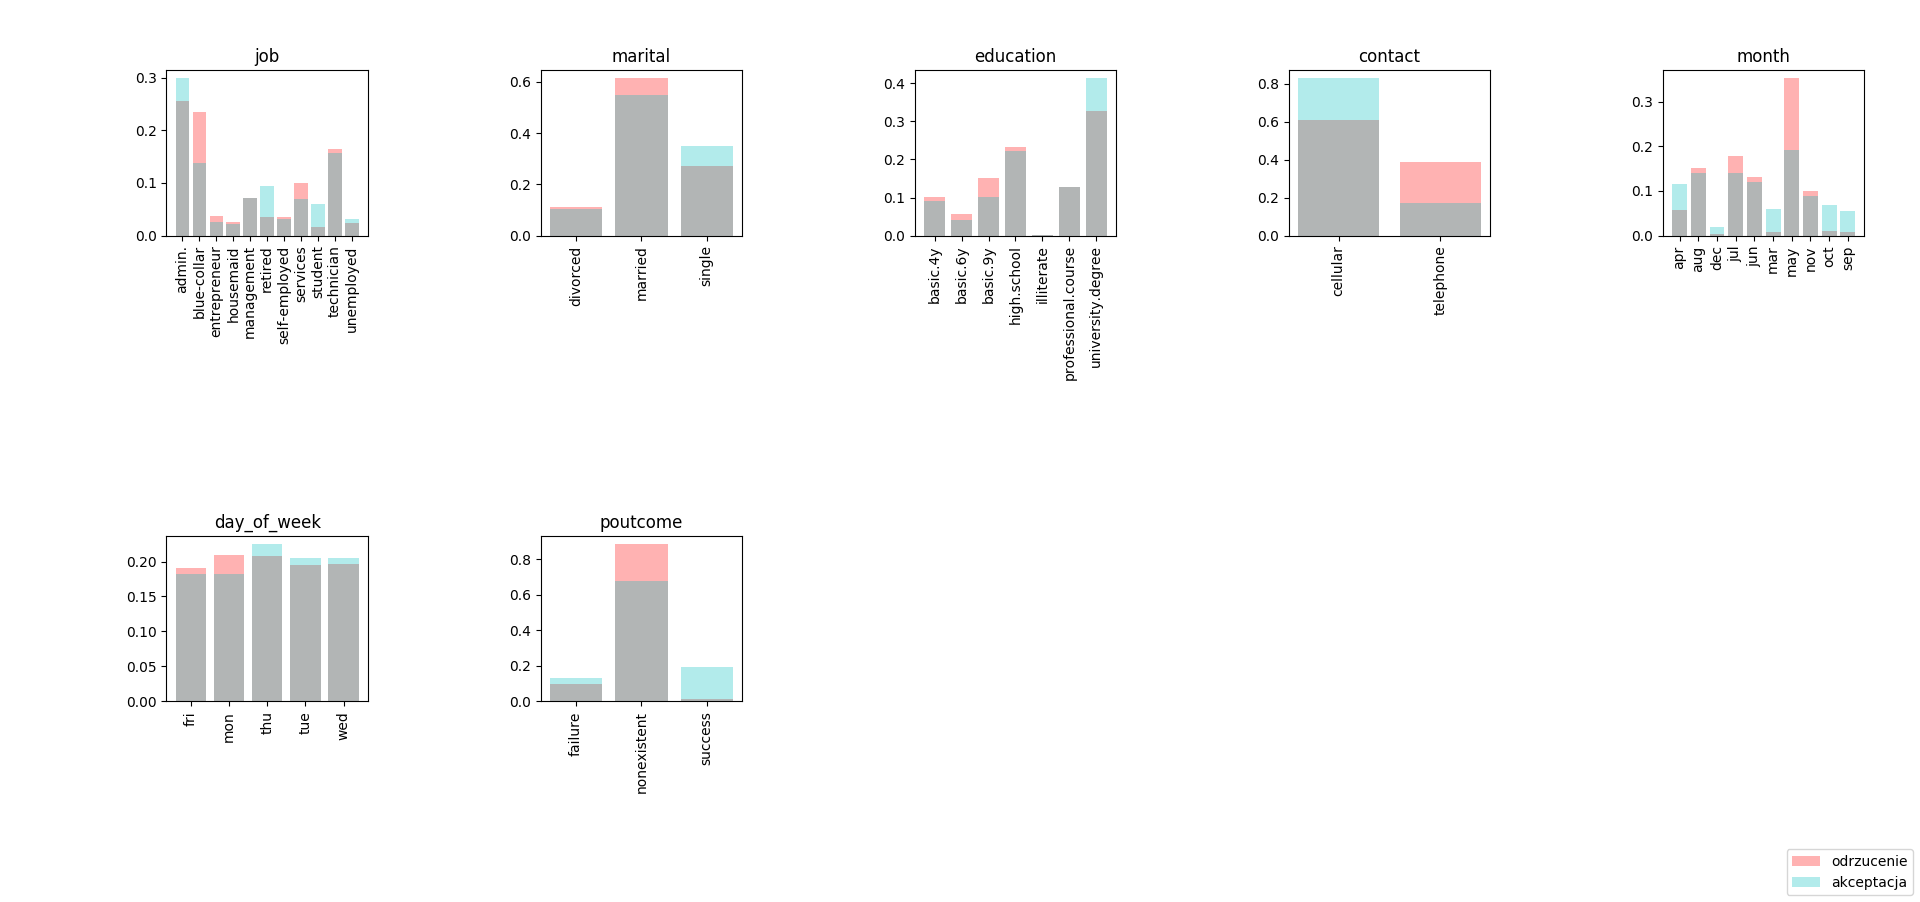 job
0.3
0.2
0.1
0.0
admin.
blue-collar
entrepreneur
housemaid
management
retired
self-employed
services
student
technician
unemployed
marital
0.6
0.4
0.2
0.0
divorced
married
single
education
0.4
0.3
0.2
0.1
0.0
basic.4y
basic.6y
basic.9y
high.school
illiterate
professional.course
university.degree
contact
0.8
0.6
0.4
0.2
0.0
cellular
telephone
month
0.3
0.2
0.1
0.0
apr
aug
dec
jul
jun
mar
may
nov
oct
sep
day_of_week
0.20
0.15
0.10
0.05
0.00
fri
mon
thu
tue
wed
poutcome
0.8
0.6
0.4
0.2
0.0
failure
nonexistent
success
odrzucenie
akceptacja